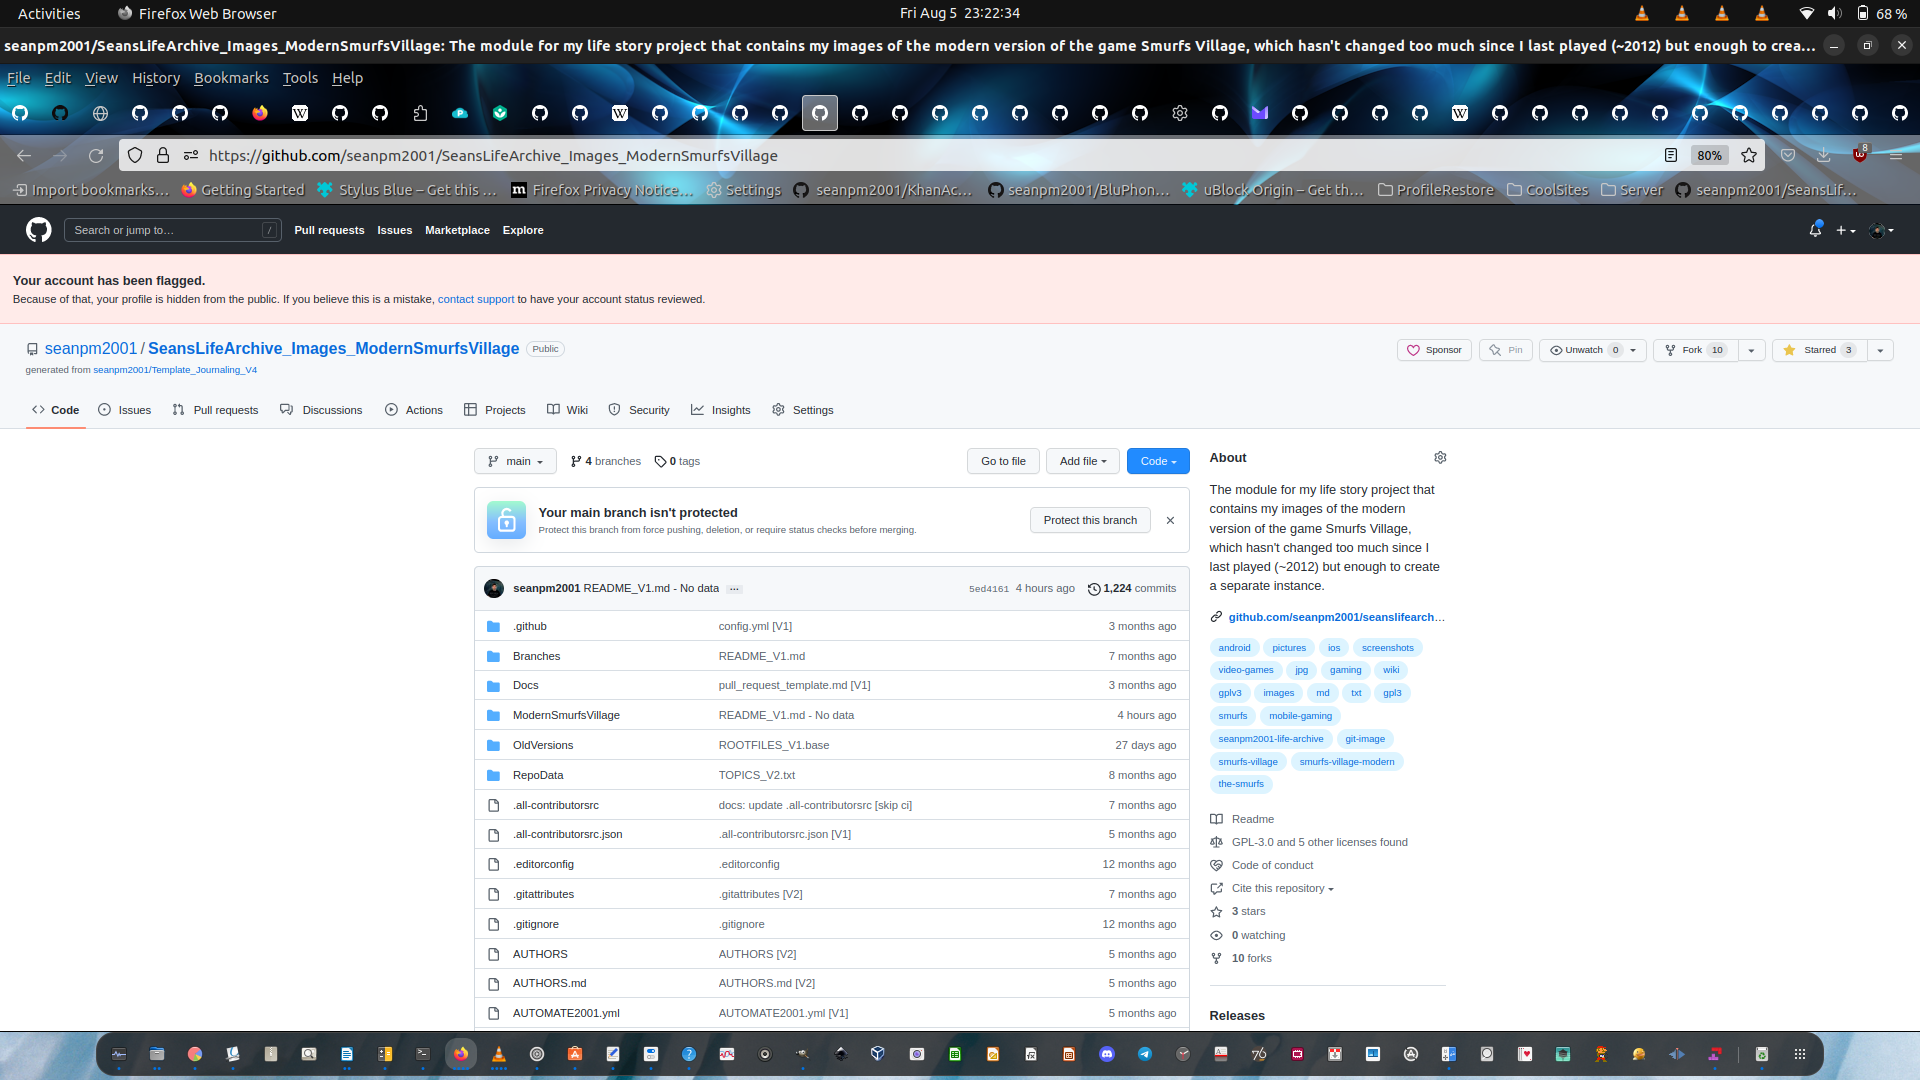 Activities
Firefox Web Browser
Fri Aug 5 23:22:34
68 %
seanpm2001/SeansLifeArchive_Images_ModernSmurfsVillage: The module for my life story project that contains my images of the modern version of the game Smurfs Village, which hasn't changed too much since I last played (~2012) but enough to crea…
File Edit View History Bookmarks Tools Help
https://github.com/seanpm2001/SeansLifeArchive_Images_ModernSmurfsVillage
80%
8
Import bookmarks… Getting Started Stylus Blue – Get this … Firefox Privacy Notice… Settings seanpm2001/KhanAc… seanpm2001/BluPhon… uBlock Origin – Get th… ProfileRestore CoolSites Server seanpm2001/SeansLif…
Search or jump to… /
Pull requests Issues Marketplace Explore
Your account has been flagged.
Because of that, your profile is hidden from the public. If you believe this is a mistake, contact support to have your account status reviewed.
seanpm2001 / SeansLifeArchive_Images_ModernSmurfsVillage Public
Sponsor Pin Unwatch 0 Fork 10 Starred 3
generated from seanpm2001/Template_Journaling_V4
Code Issues Pull requests Discussions Actions Projects Wiki Security Insights Settings
main 4 branches 0 tags
Go to file Add file Code
Your main branch isn't protected
Protect this branch from force pushing, deletion, or require status checks before merging.
Protect this branch
seanpm2001 README_V1.md - No data … 5ed4161 4 hours ago 1,224 commits
.github config.yml [V1] 3 months ago
Branches README_V1.md 7 months ago
Docs pull_request_template.md [V1] 3 months ago
ModernSmurfsVillage README_V1.md - No data 4 hours ago
OldVersions ROOTFILES_V1.base 27 days ago
RepoData TOPICS_V2.txt 8 months ago
.all-contributorsrc docs: update .all-contributorsrc [skip ci] 7 months ago
.all-contributorsrc.json .all-contributorsrc.json [V1] 5 months ago
.editorconfig .editorconfig 12 months ago
.gitattributes .gitattributes [V2] 7 months ago
.gitignore .gitignore 12 months ago
AUTHORS AUTHORS [V2] 5 months ago
AUTHORS.md AUTHORS.md [V2] 5 months ago
AUTOMATE2001.yml AUTOMATE2001.yml [V1] 5 months ago
About
The module for my life story project that
contains my images of the modern
version of the game Smurfs Village,
which hasn't changed too much since I
last played (~2012) but enough to create
a separate instance.
github.com/seanpm2001/seanslifearch…
android pictures ios screenshots
video-games jpg gaming wiki
gplv3 images md txt gpl3
smurfs mobile-gaming
seanpm2001-life-archive git-image
smurfs-village smurfs-village-modern
the-smurfs
Readme
GPL-3.0 and 5 other licenses found
Code of conduct
Cite this repository
3 stars
0 watching
10 forks
Releases